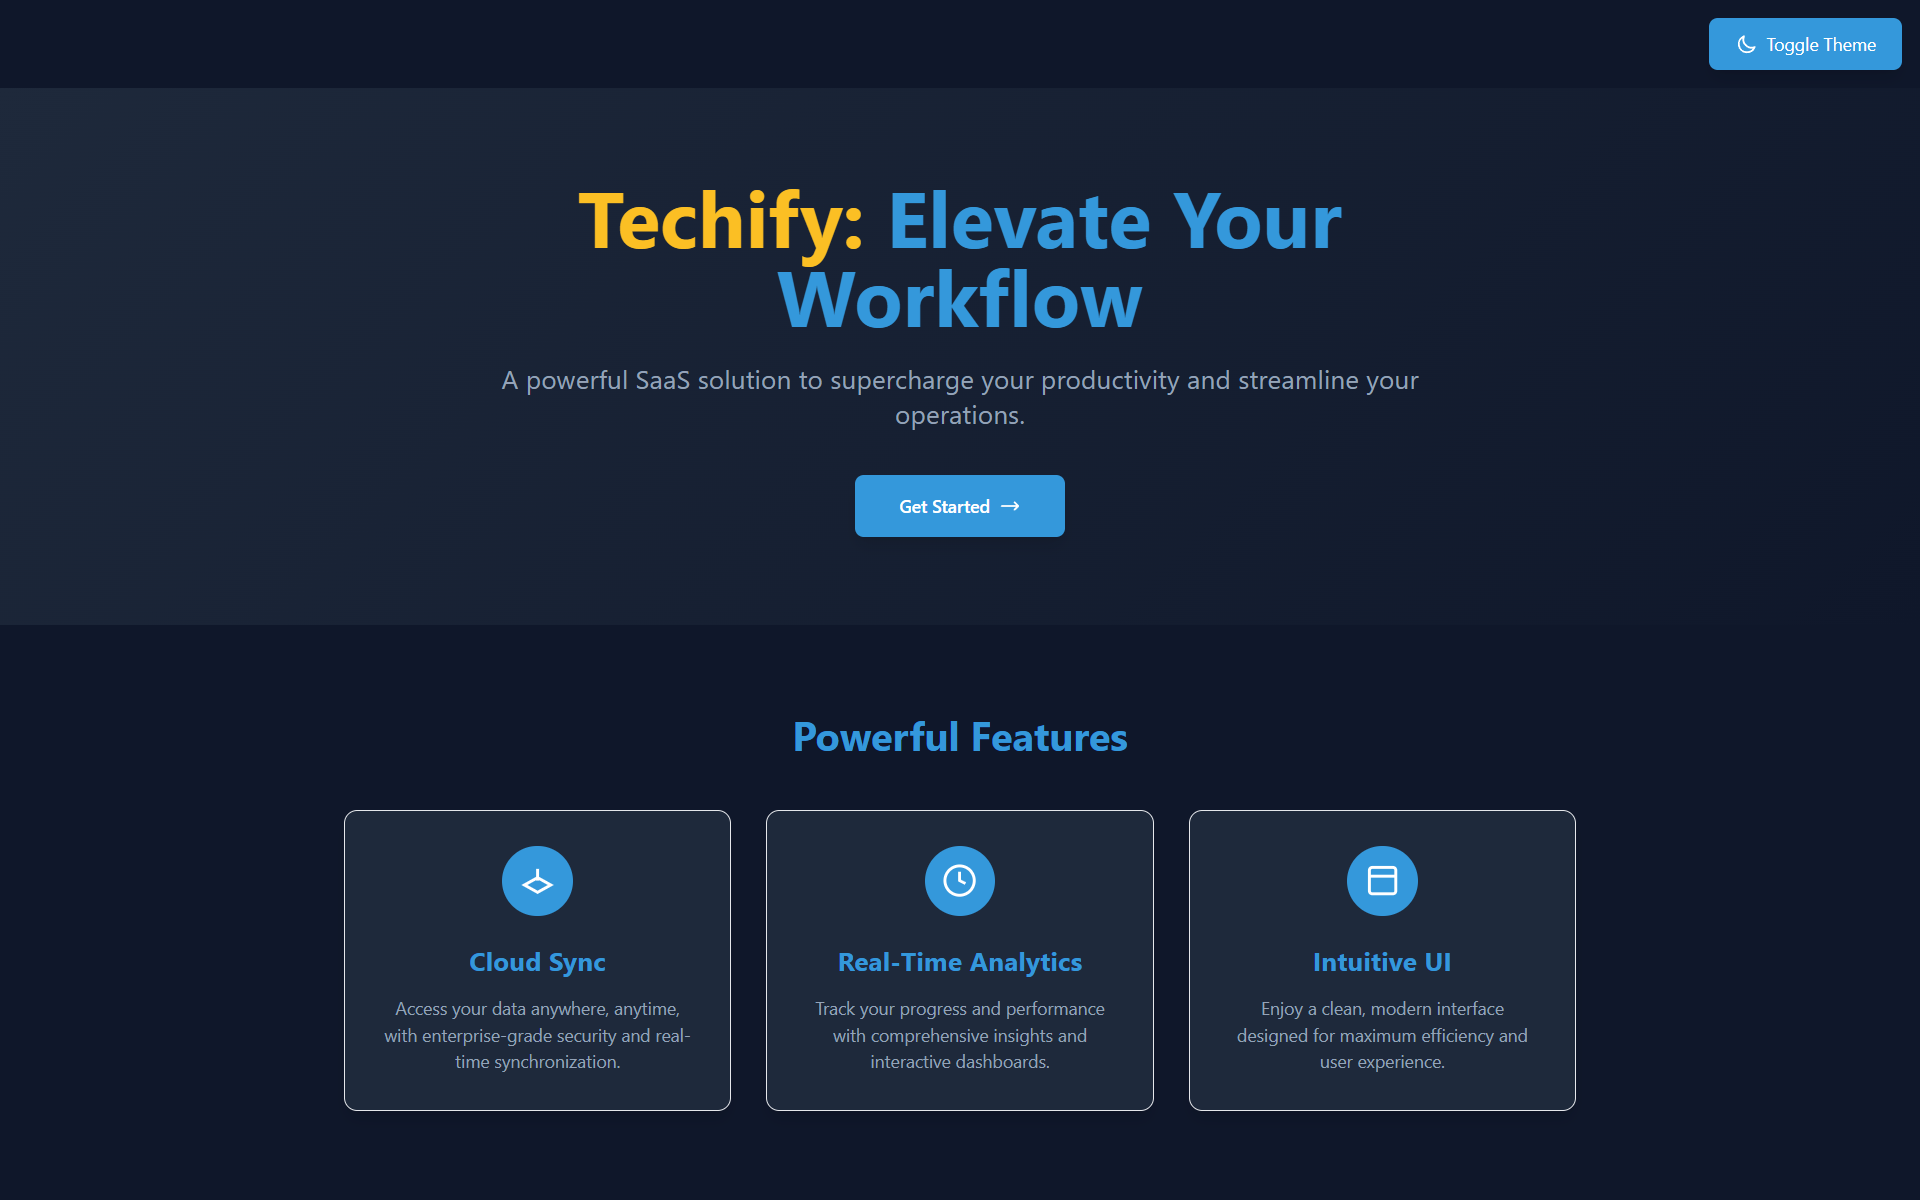 Toggle Theme
Techify: Elevate Your
Workflow
A powerful SaaS solution to supercharge your productivity and streamline your
operations.
Get Started →
Powerful Features
Cloud Sync
Access your data anywhere, anytime,
with enterprise-grade security and real-
time synchronization.
Real-Time Analytics
Track your progress and performance
with comprehensive insights and
interactive dashboards.
Intuitive UI
Enjoy a clean, modern interface
designed for maximum efficiency and
user experience.